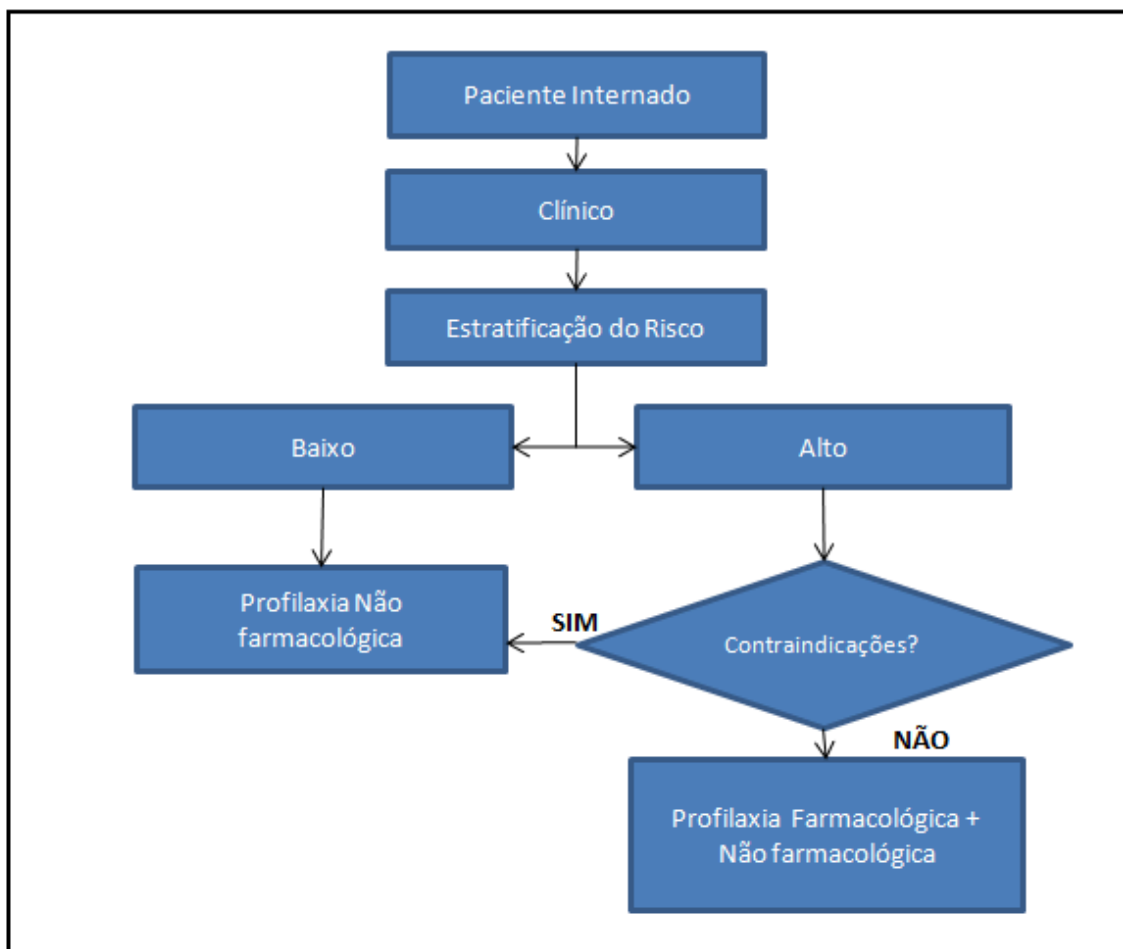 Paciente Internado
Clínico
Estratificação do Risco
Baixo
Alto
Profilaxia Não
farmacológica
SIM
Contraindicações?
NÃO
Profilaxia Farmacológica +
Não farmacológica